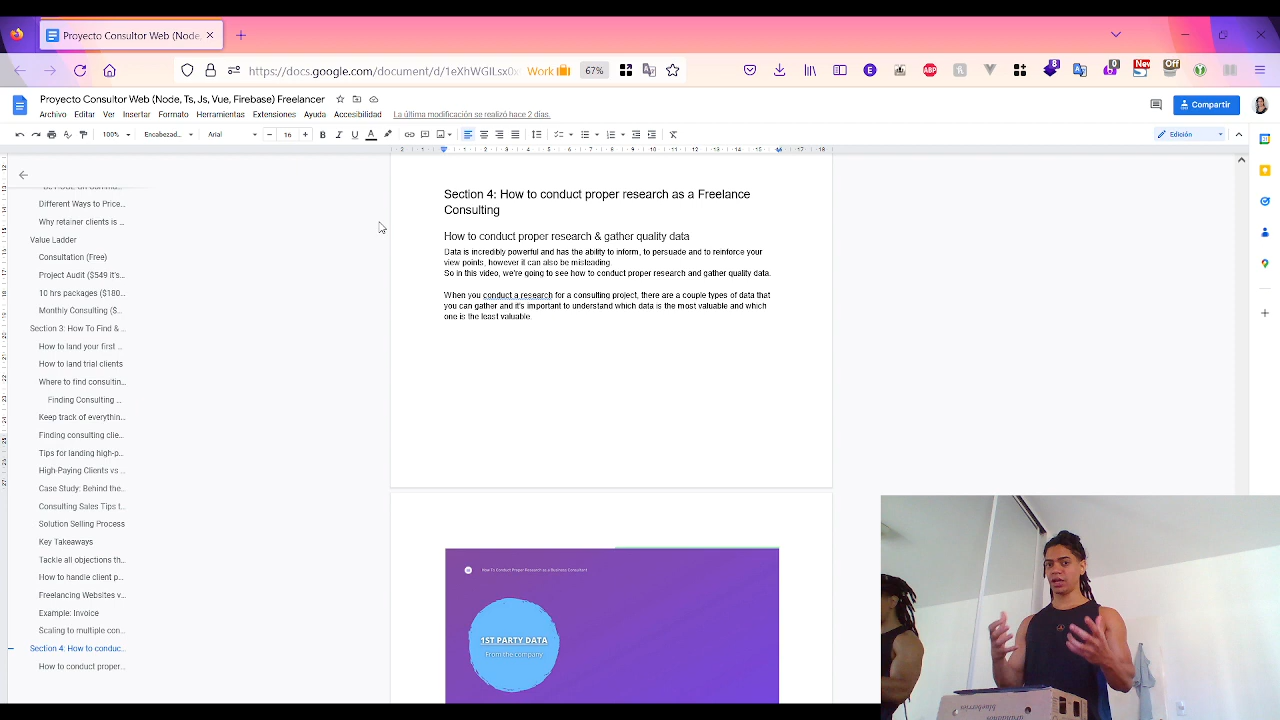 Proyecto Consultor Web (Node,
https://docs.google.com/document/d/1eXhWGILsx0x
Work
67%
Proyecto Consultor Web (Node, Ts, Js, Vue, Firebase) Freelancer
Archivo Editar Ver Insertar Formato Herramientas Extensiones Ayuda Accesibilidad La última modificación se realizó hace 2 días.
Compartir
100% Encabezad... Arial 16
Edición
Different Ways to Price...
Why retainer clients is ...
Value Ladder
Consultation (Free)
Project Audit ($549 it's...
10 hrs packages ($180...
Monthly Consulting ($...
Section 3: How To Find & ...
How to land your first ...
How to land trial clients
Where to find consultin...
Finding Consulting ...
Keep track of everythin...
Finding consulting clie...
Tips for landing high-p...
High-Paying Clients vs ...
Case Study: Behind the...
Consulting Sales Tips t...
Solution Selling Process
Key Takeaways
Tackle all objections th...
How to handle client p...
Freelancing Websites v...
Example: Invoice
Scaling to multiple con...
Section 4: How to conduc...
How to conduct proper...
Section 4: How to conduct proper research as a Freelance
Consulting
How to conduct proper research & gather quality data
Data is incredibly powerful and has the ability to inform, to persuade and to reinforce your
view points, however it can also be misleading.
So in this video, we're going to see how to conduct proper research and gather quality data.
When you conduct a research for a consulting project, there are a couple types of data that
you can gather and it's important to understand which data is the most valuable and which
one is the least valuable.
How To Conduct Proper Research as a Business Consultant
1ST PARTY DATA
From the company